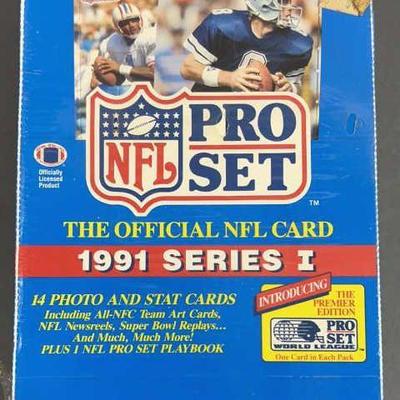 NFL
PRO
SET
TM
Officially
Licensed
Product
THE OFFICIAL NFL CARD
1991 SERIES I
14 PHOTO AND STAT CARDS
Including All-NFC Team Art Cards,
NFL Newsreels, Super Bowl Replays...
And Much, Much More!
PLUS 1 NFL PRO SET PLAYBOOK
INTRODUCING
THE
PREMIER
EDITION
PRO
SET
WORLD LEAGUE
One Card in Each Pack